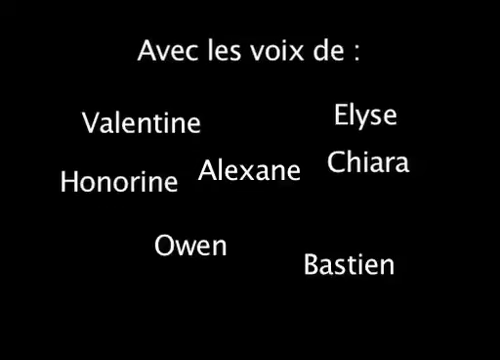 Avec les voix de :
Valentine
Elyse
Honorine
Alexane
Chiara
Owen
Bastien